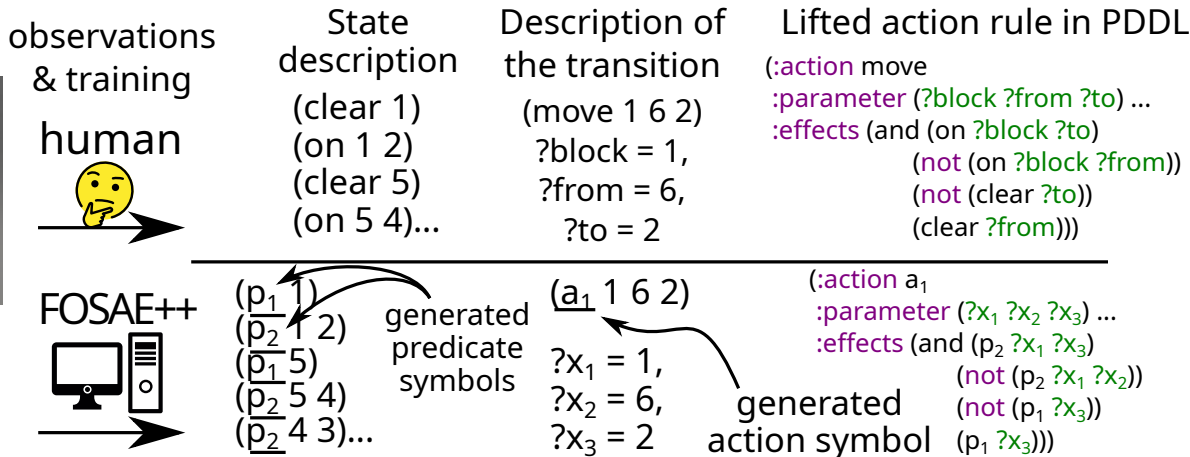 observations
& training
human
State
description
(clear 1)
(on 1 2)
(clear 5)
(on 5 4)...
Description of
the transition
(move 1 6 2)
?block = 1,
?from = 6,
?to = 2
Lifted action rule in PDDL
(:action move
:parameter (?block ?from ?to) ...
:effects (and (on ?block ?to)
(not (on ?block ?from))
(not (clear ?to))
(clear ?from)))
FOSAE++
(p₁ 1)
(p₂ 1 2)
(p₁ 5)
(p₂ 5 4)
(p₂ 4 3)...
generated
predicate
symbols
(a₁ 1 6 2)
?x₁ = 1,
?x₂ = 6,
?x₃ = 2
generated
action symbol
(:action a₁
:parameter (?x₁ ?x₂ ?x₃) ...
:effects (and (p₂ ?x₁ ?x₃)
(not (p₂ ?x₁ ?x₂))
(not (p₁ ?x₃))
(p₁ ?x₃)))